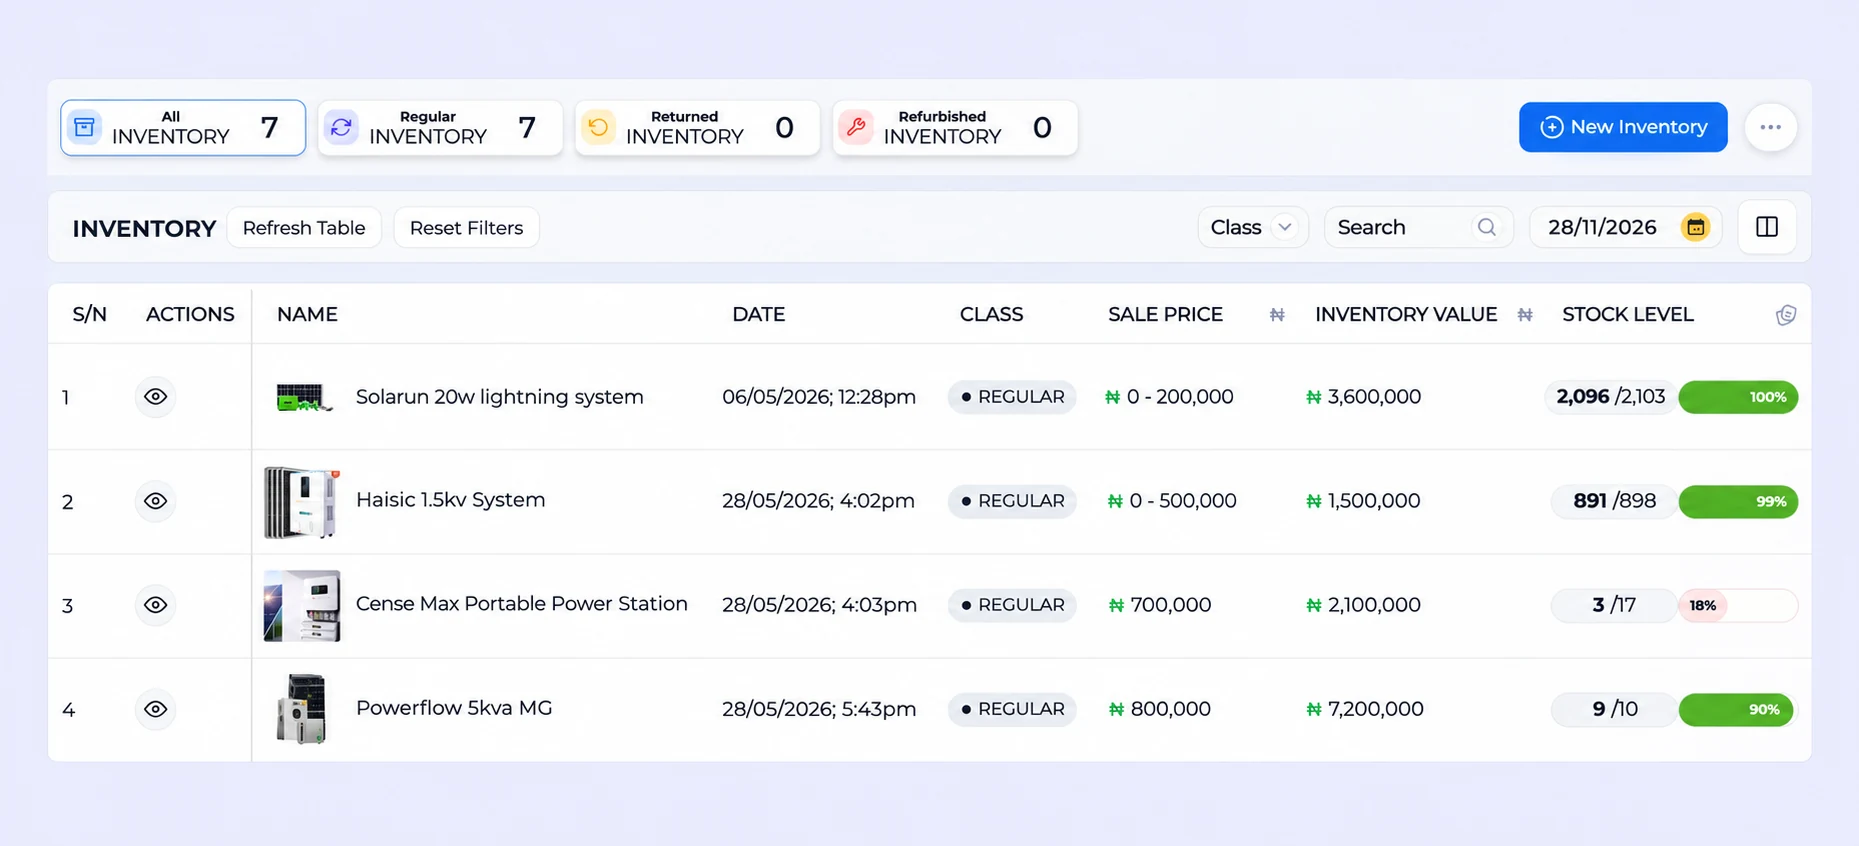 All
INVENTORY 7
Regular
INVENTORY 7
Returned
INVENTORY 0
Refurbished
INVENTORY 0
New Inventory
INVENTORY Refresh Table Reset Filters Class Search 28/11/2026
S/N ACTIONS NAME DATE CLASS SALE PRICE ₦ INVENTORY VALUE ₦ STOCK LEVEL
1 Solarun 20w lightning system 06/05/2026; 12:28pm REGULAR ₦ 0 - 200,000 ₦ 3,600,000 2,096 /2,103 100%
2 Haisic 1.5kv System 28/05/2026; 4:02pm REGULAR ₦ 0 - 500,000 ₦ 1,500,000 891 /898 99%
3 Cense Max Portable Power Station 28/05/2026; 4:03pm REGULAR ₦ 700,000 ₦ 2,100,000 3 /17 18%
4 Powerflow 5kva MG 28/05/2026; 5:43pm REGULAR ₦ 800,000 ₦ 7,200,000 9 /10 90%